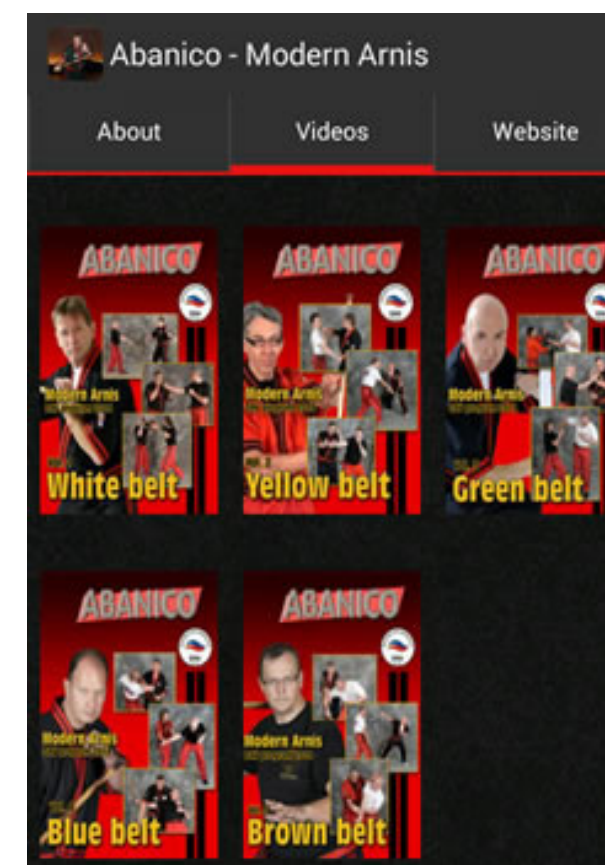 Abanico - Modern Arnis
About
Videos
Website
ABANICO
Modern Arnis
White belt
ABANICO
Modern Arnis
Yellow belt
ABANICO
Modern Arnis
Green belt
ABANICO
Modern Arnis
Blue belt
ABANICO
Modern Arnis
Brown belt